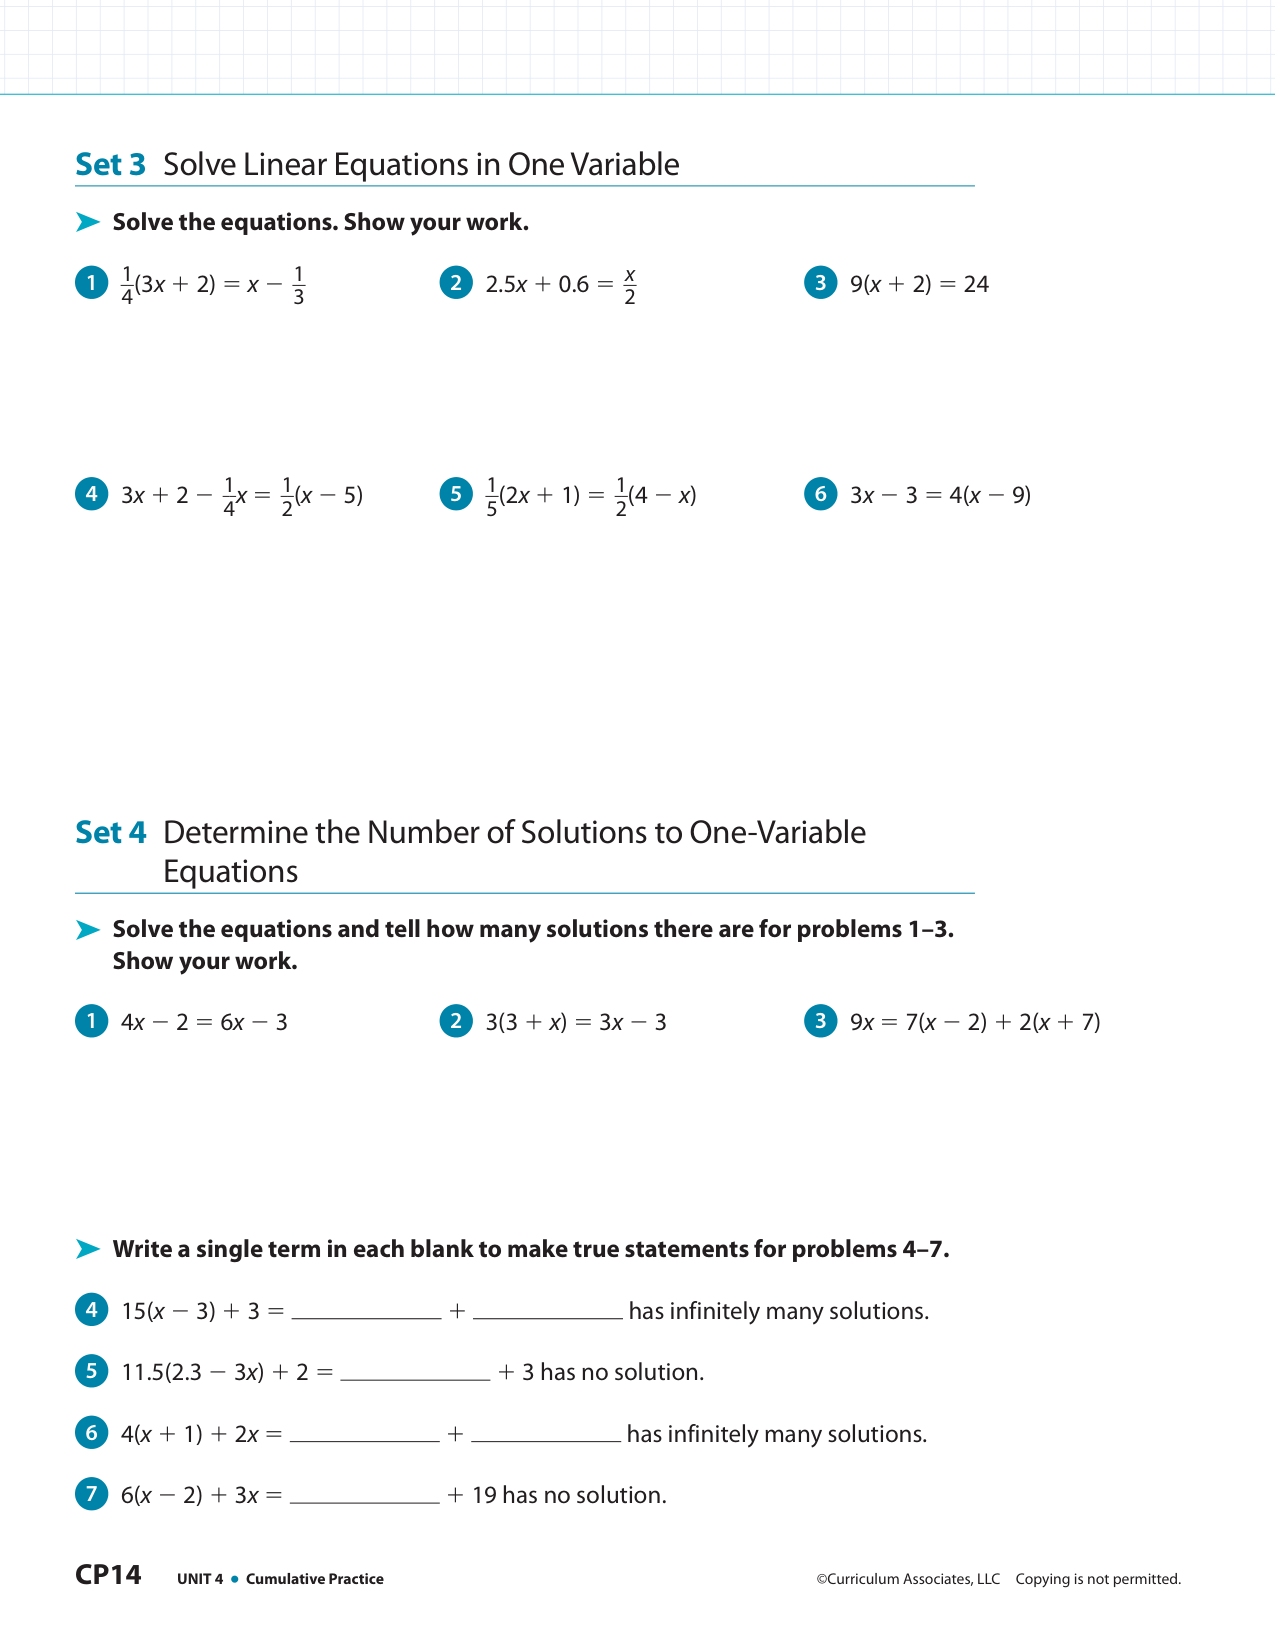 Set 3 Solve Linear Equations in One Variable
➤ Solve the equations. Show your work.
1 1/4(3x + 2) = x − 1/3 2 2.5x + 0.6 = x/2 3 9(x + 2) = 24
4 3x + 2 − 1/4x = 1/2(x − 5) 5 1/5(2x + 1) = 1/2(4 − x) 6 3x − 3 = 4(x − 9)
Set 4 Determine the Number of Solutions to One-Variable
Equations
➤ Solve the equations and tell how many solutions there are for problems 1–3.
Show your work.
1 4x − 2 = 6x − 3 2 3(3 + x) = 3x − 3 3 9x = 7(x − 2) + 2(x + 7)
➤ Write a single term in each blank to make true statements for problems 4–7.
4 15(x − 3) + 3 = ____________ + ____________ has infinitely many solutions.
5 11.5(2.3 − 3x) + 2 = ____________ + 3 has no solution.
6 4(x + 1) + 2x = ____________ + ____________ has infinitely many solutions.
7 6(x − 2) + 3x = ____________ + 19 has no solution.
CP14 UNIT 4 • Cumulative Practice ©Curriculum Associates, LLC Copying is not permitted.